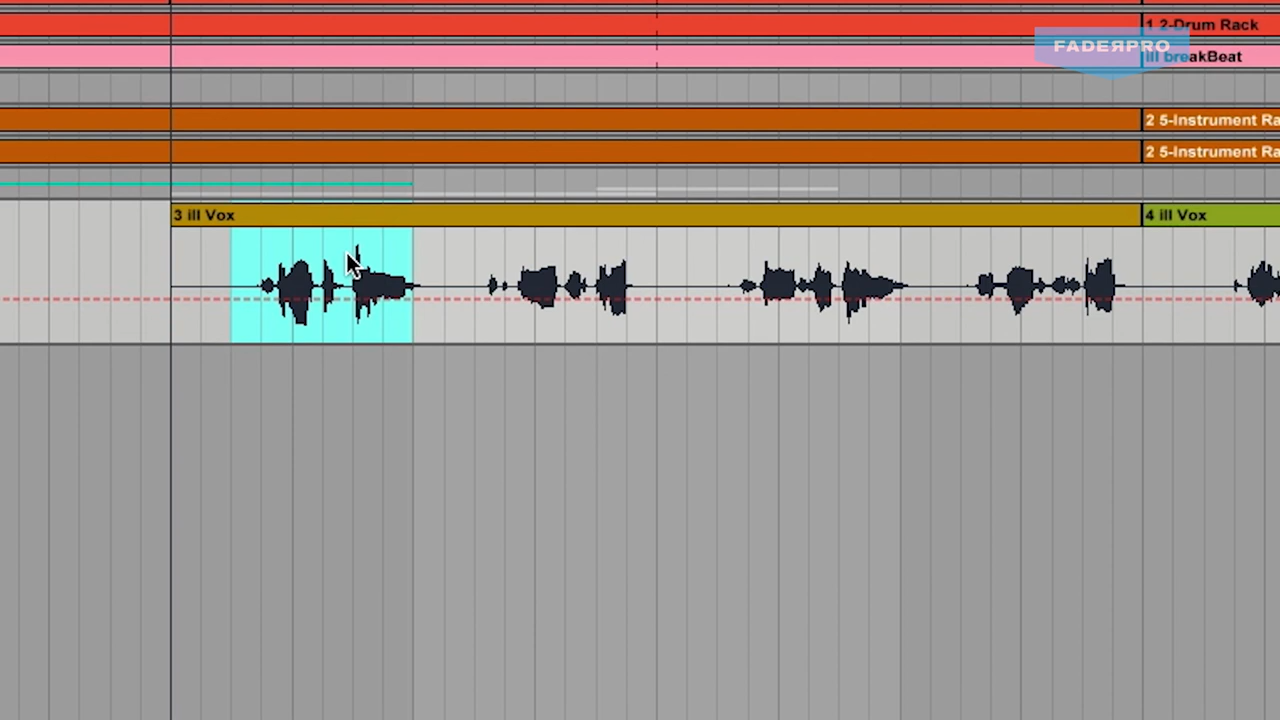 1 2-Drum Rack
FADERPRO
ill breakBeat
2 5-Instrument Ra
2 5-Instrument Ra
3 ill Vox
4 ill Vox